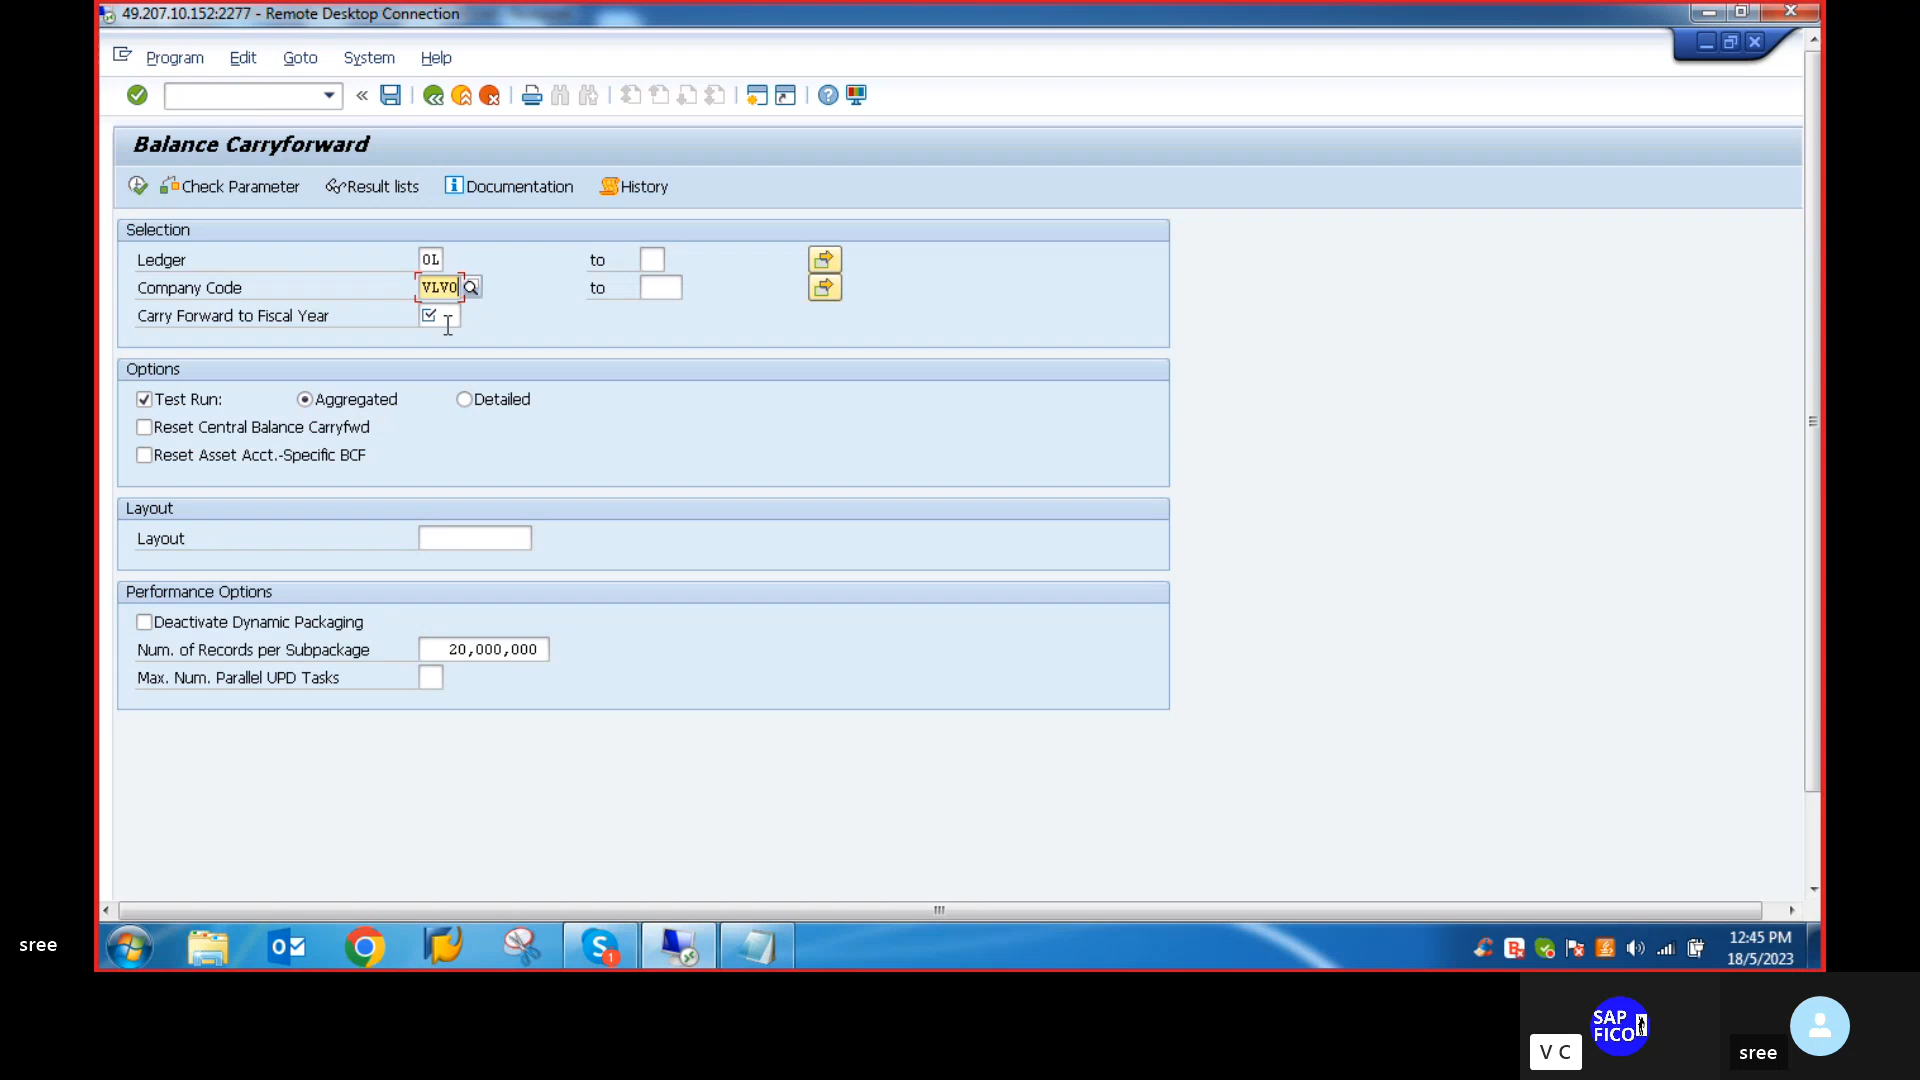 49.207.10.152:2277 - Remote Desktop Connection
Program Edit Goto System Help
Balance Carryforward
Check Parameter Result lists Documentation History
Selection
Ledger 0L to
Company Code VLVO to
Carry Forward to Fiscal Year
Options
Test Run: Aggregated Detailed
Reset Central Balance Carryfwd
Reset Asset Acct.-Specific BCF
Layout
Layout
Performance Options
Deactivate Dynamic Packaging
Num. of Records per Subpackage 20,000,000
Max. Num. Parallel UPD Tasks
sree
12:45 PM
18/5/2023
SAP
FICO
V C
sree